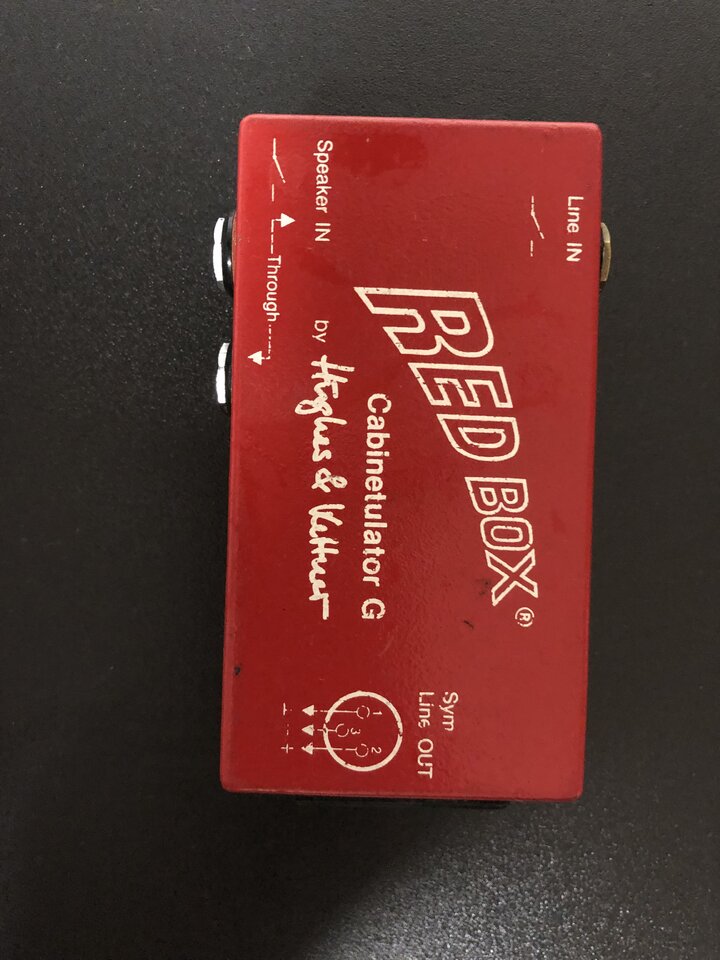 Line IN
RED BOX®
Cabinetulator G
by Hughes & Kettner
Speaker IN
Through
Sym
Line OUT
1
3
2
⊥ - +